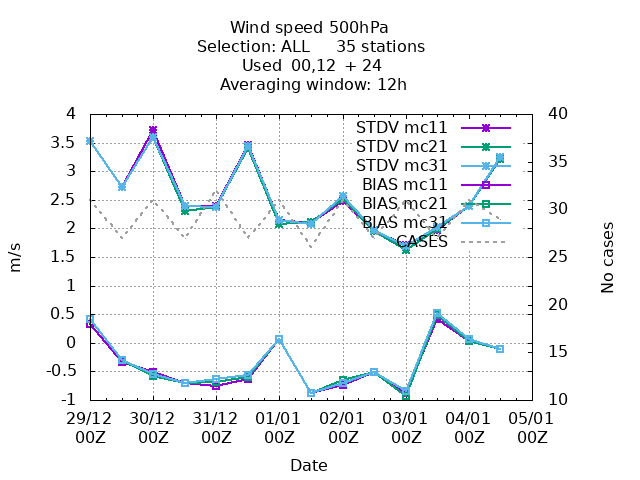 Wind speed 500hPa
Selection: ALL 35 stations
Used 00,12 + 24
Averaging window: 12h
4
3.5
3
2.5
2
1.5
1
0.5
0
-0.5
-1
m/s
40
35
30
25
20
15
10
No cases
STDV mc11
STDV mc21
STDV mc31
BIAS mc11
BIAS mc21
BIAS mc31
CASES
29/12 30/12 31/12 01/01 02/01 03/01 04/01 05/01
00Z 00Z 00Z 00Z 00Z 00Z 00Z 00Z
Date